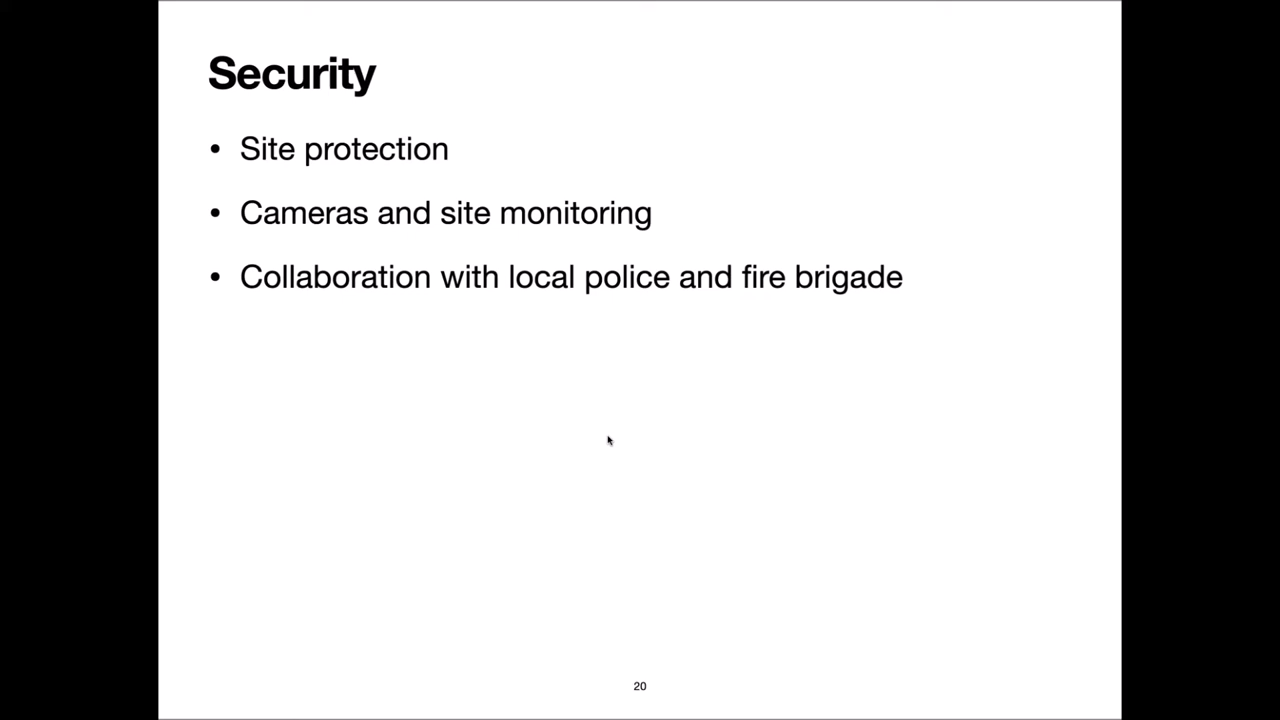 Security
• Site protection
• Cameras and site monitoring
• Collaboration with local police and fire brigade
20